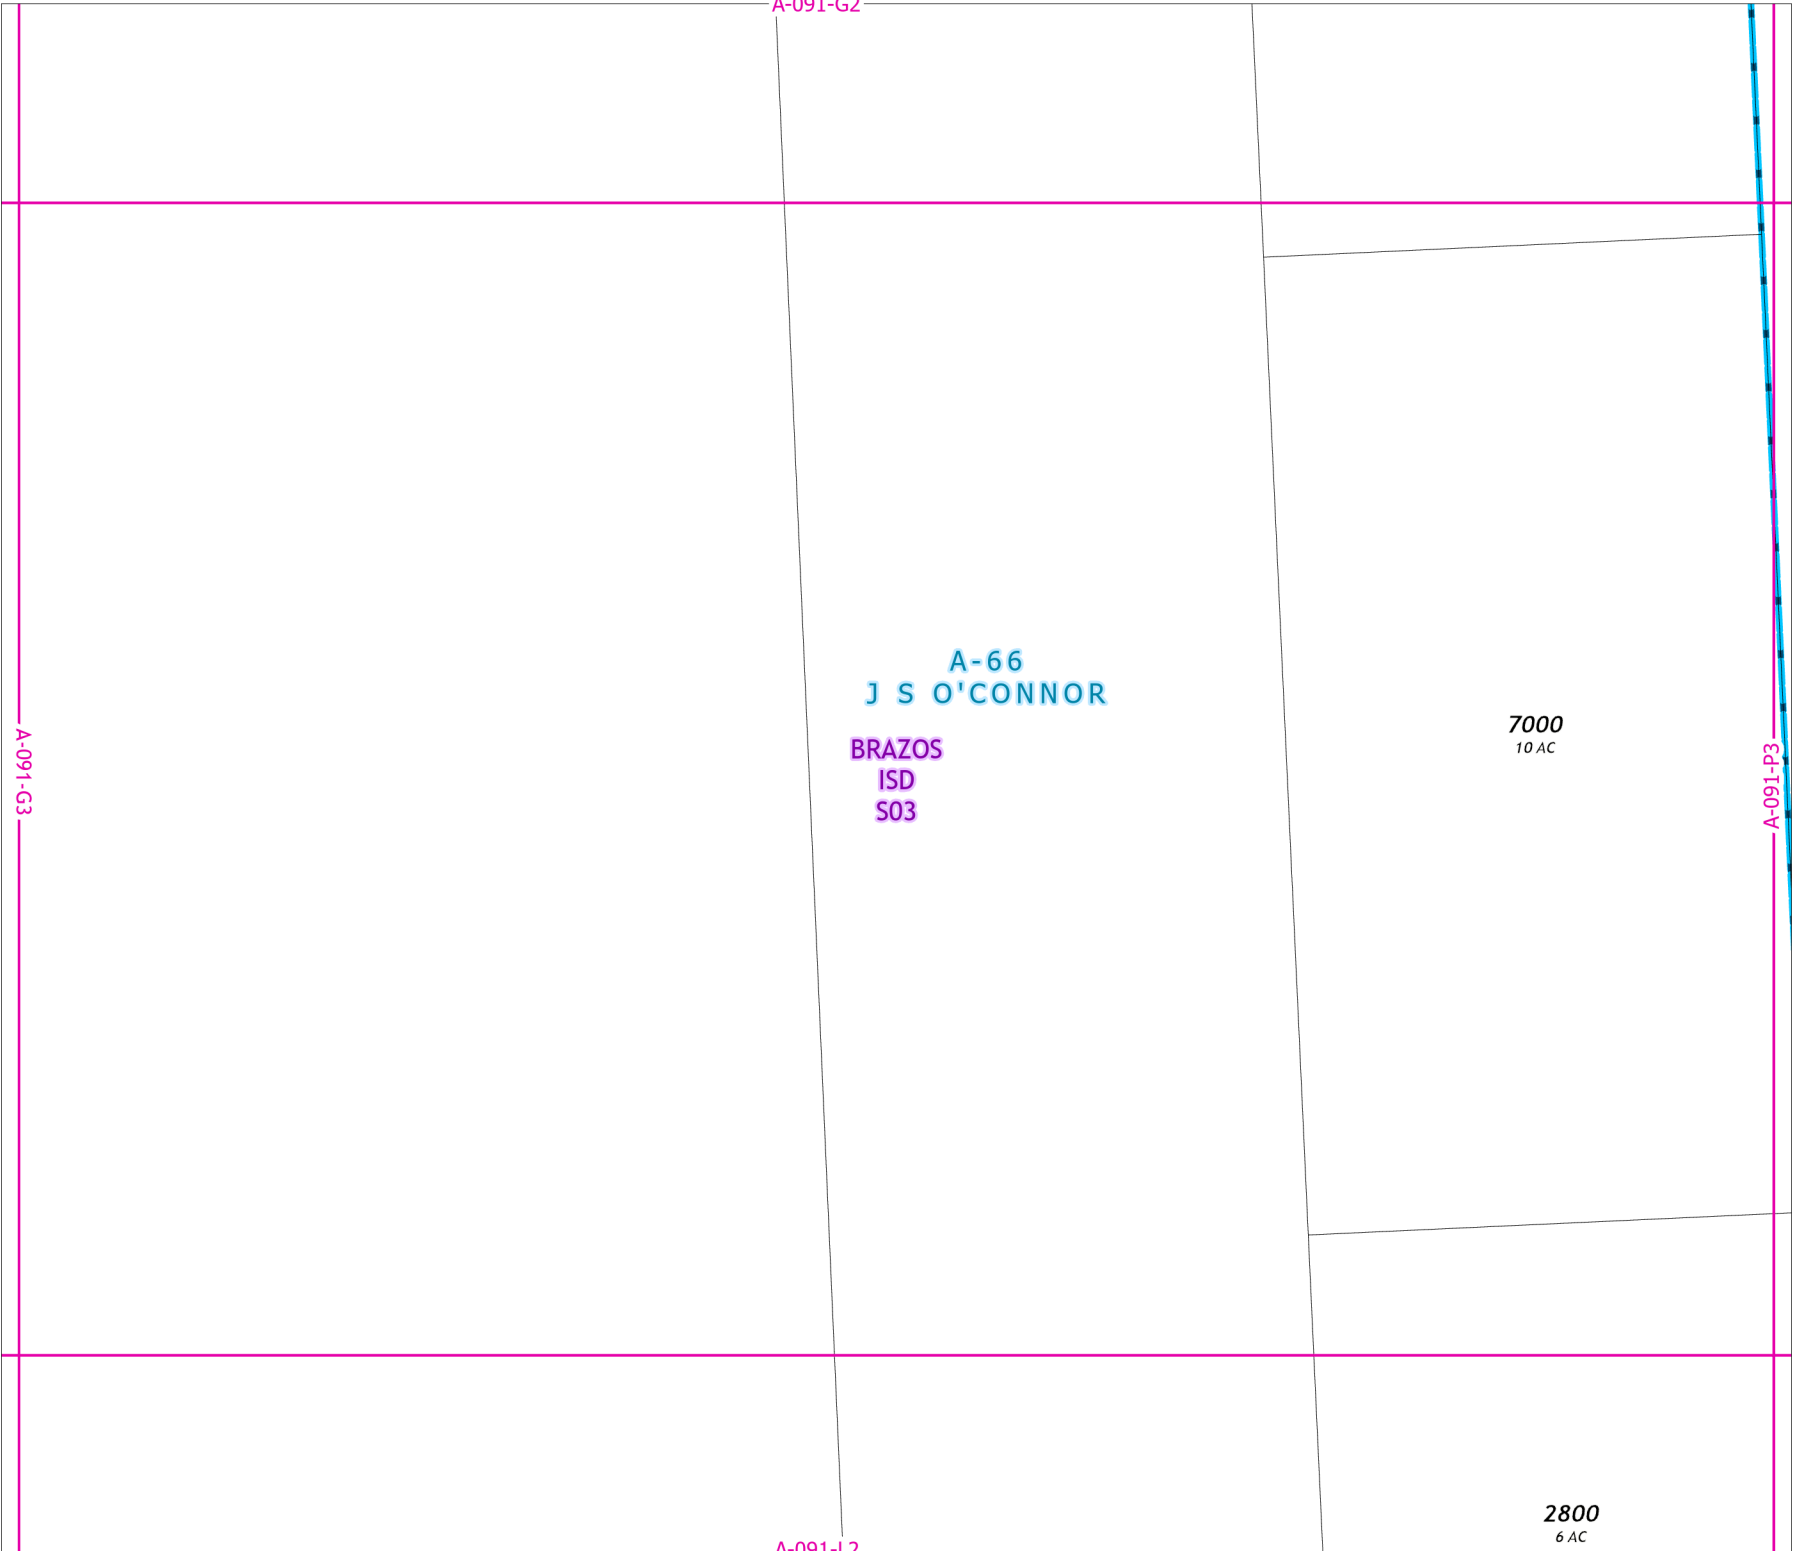 A-091-G2
A-66
J S O'CONNOR
7000
10 AC
BRAZOS
ISD
S03
A-091-G3
A-091-P3
2800
6 AC
A-091-L2